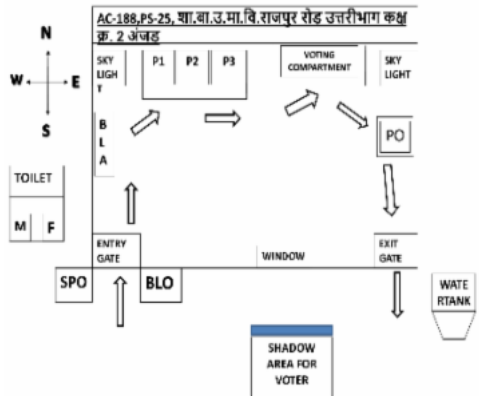 AC-188,PS-25, शा.बा.उ.मा.वि.राजपुर रोड़ उत्तरीभाग कक्ष
क्र. 2 अंजड़
N
W
E
S
SKY
LIGH
T
P1
P2
P3
VOTING
COMPARTMENT
SKY
LIGHT
B
L
A
PO
TOILET
M
F
ENTRY
GATE
WINDOW
EXIT
GATE
SPO
BLO
WATE
RTANK
SHADOW
AREA FOR
VOTER